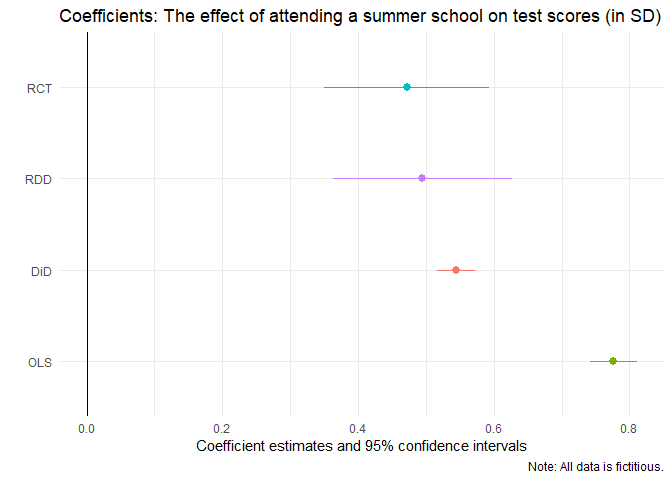 Coefficients: The effect of attending a summer school on test scores (in SD)
RCT
RDD
DiD
OLS
0.0 0.2 0.4 0.6 0.8
Coefficient estimates and 95% confidence intervals
Note: All data is fictitious.